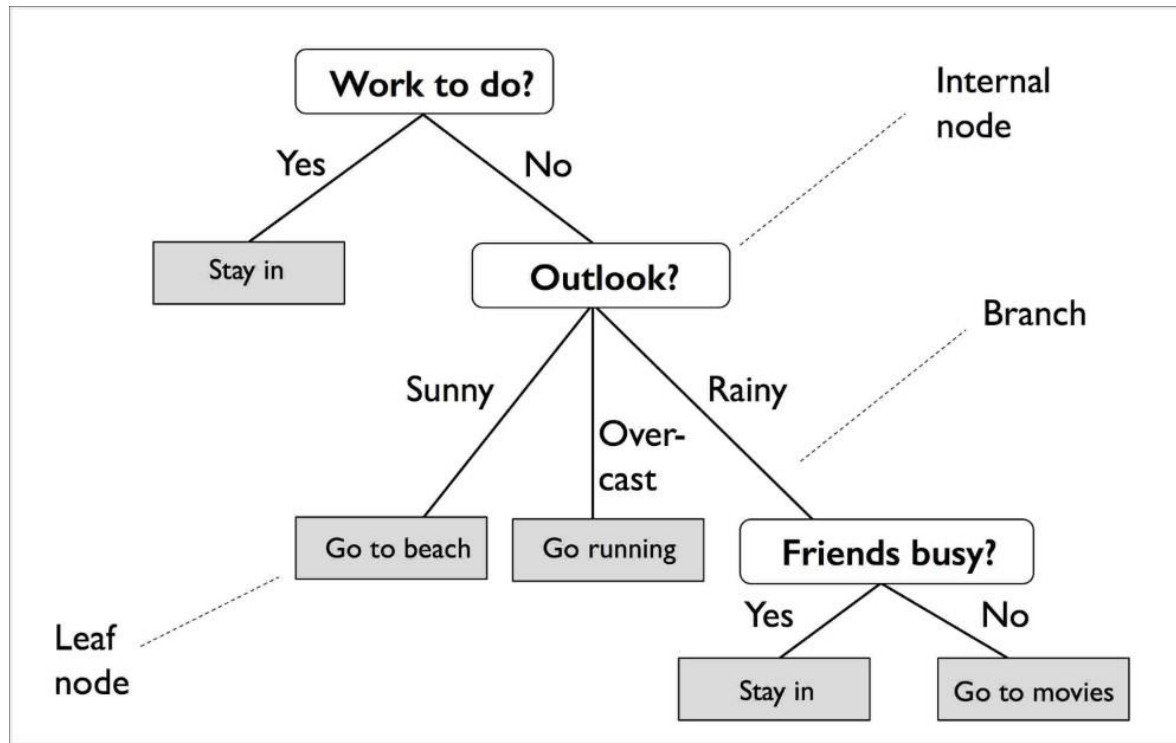 Work to do?
Internal
node
Yes
No
Stay in
Outlook?
Branch
Sunny
Rainy
Over-
cast
Go to beach
Go running
Friends busy?
Yes
No
Leaf
node
Stay in
Go to movies